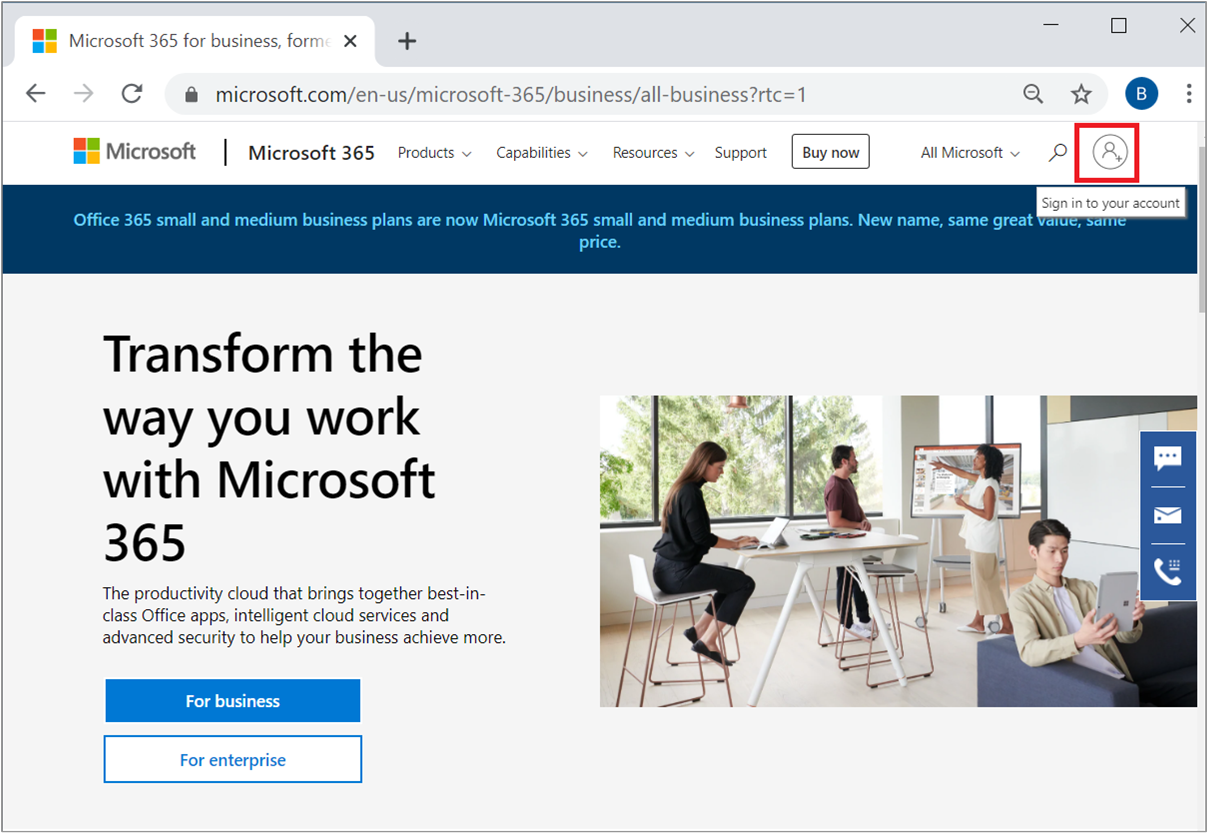 Microsoft 365 for business, forme
microsoft.com/en-us/microsoft-365/business/all-business?rtc=1
B
Microsoft
Microsoft 365
Products
Capabilities
Resources
Support
Buy now
All Microsoft
Sign in to your account
Office 365 small and medium business plans are now Microsoft 365 small and medium business plans. New name, same great value, same
price.
Transform the
way you work
with Microsoft
365
The productivity cloud that brings together best-in-
class Office apps, intelligent cloud services and
advanced security to help your business achieve more.
For business
For enterprise